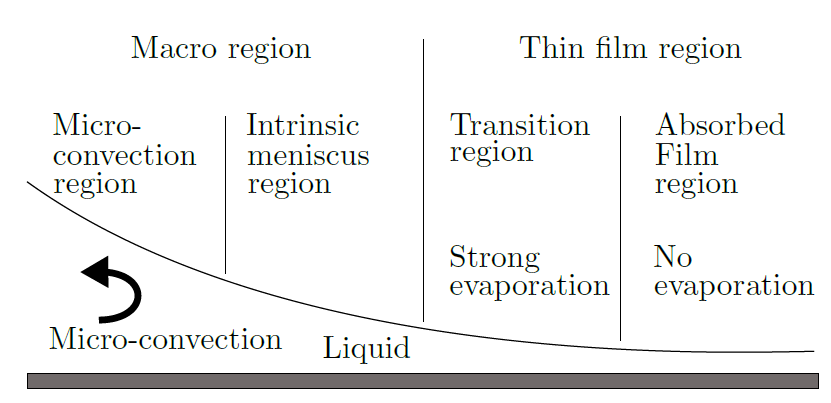 Macro region
Thin film region
Micro-
convection
region
Intrinsic
meniscus
region
Transition
region
Absorbed
Film
region
Strong
evaporation
No
evaporation
Micro-convection
Liquid